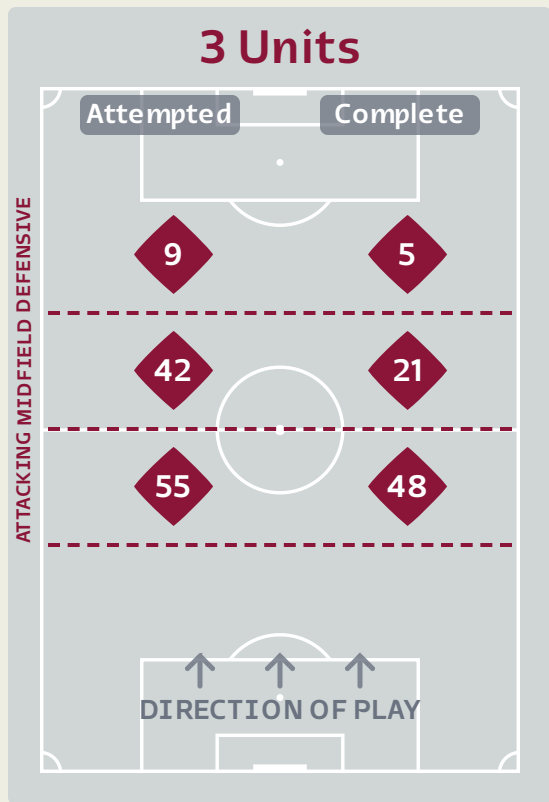 3 Units
Attempted Complete
ATTACKING MIDFIELD DEFENSIVE
9 5
42 21
55 48
DIRECTION OF PLAY